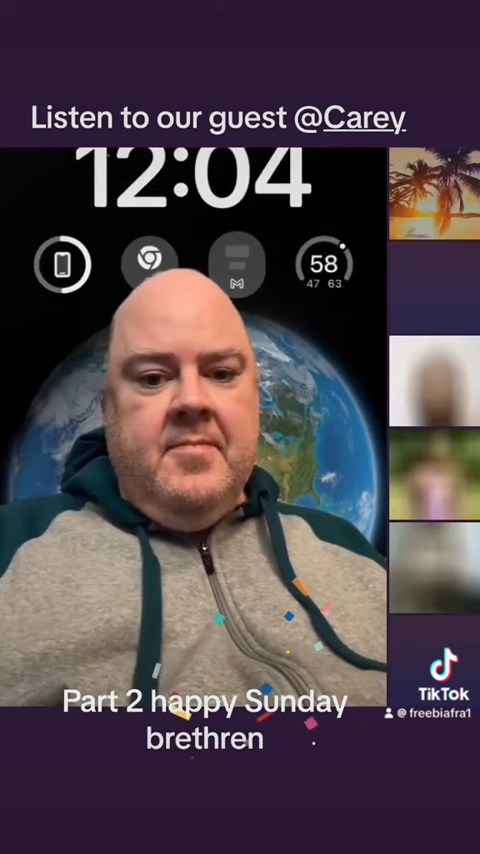 Listen to our guest @Carey
12:04
58
47 63
Part 2 happy Sunday
brethren
TikTok
@ freebiafra1